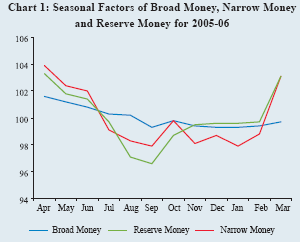 Chart 1: Seasonal Factors of Broad Money, Narrow Money
and Reserve Money for 2005-06
106
104
102
100
98
96
94
Apr May Jun Jul Aug Sep Oct Nov Dec Jan Feb Mar
Broad Money Reserve Money Narrow Money